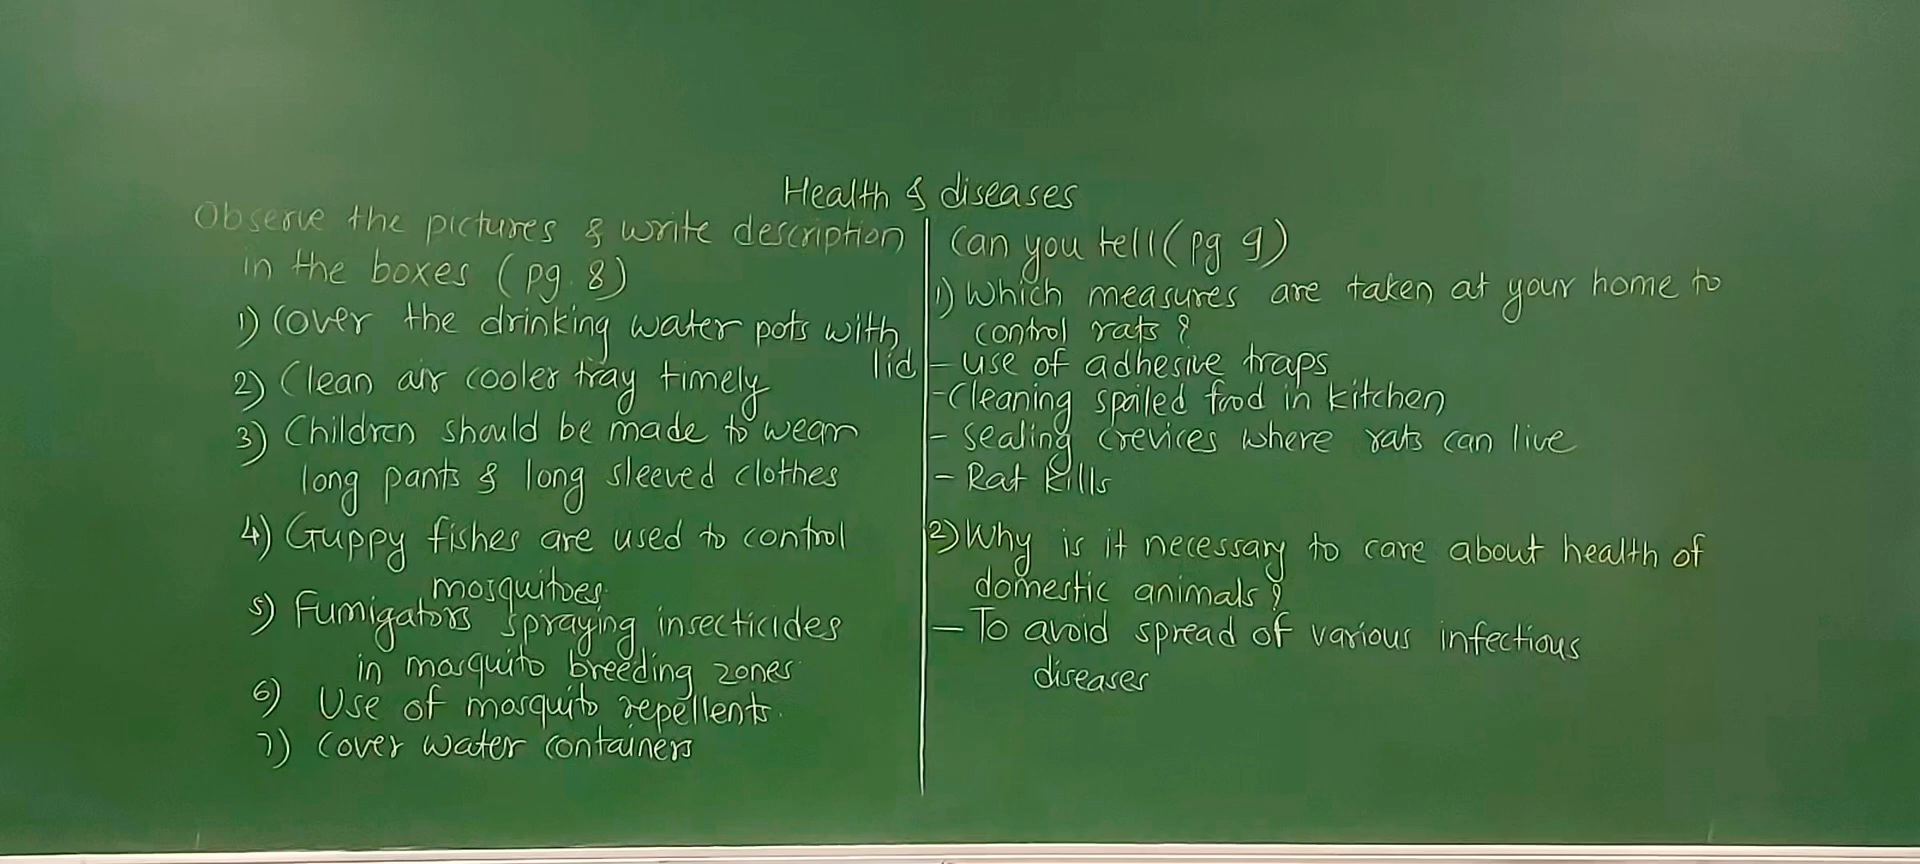 Health & diseases
Observe the pictures & write description
in the boxes (pg. 8)
1) Cover the drinking water pots with
lid
2) Clean air cooler tray timely
3) Children should be made to wear
long pants & long sleeved clothes
4) Guppy fishes are used to control
mosquitoes.
5) Fumigators spraying insecticides
in mosquito breeding zones.
6) Use of mosquito repellents.
7) Cover water containers
Can you tell (pg 9)
1) Which measures are taken at your home to
control rats?
- use of adhesive traps
- Cleaning spoiled food in kitchen
- Sealing crevices where rats can live
- Rat kills
2) Why is it necessary to care about health of
domestic animals?
- To avoid spread of various infectious
diseases